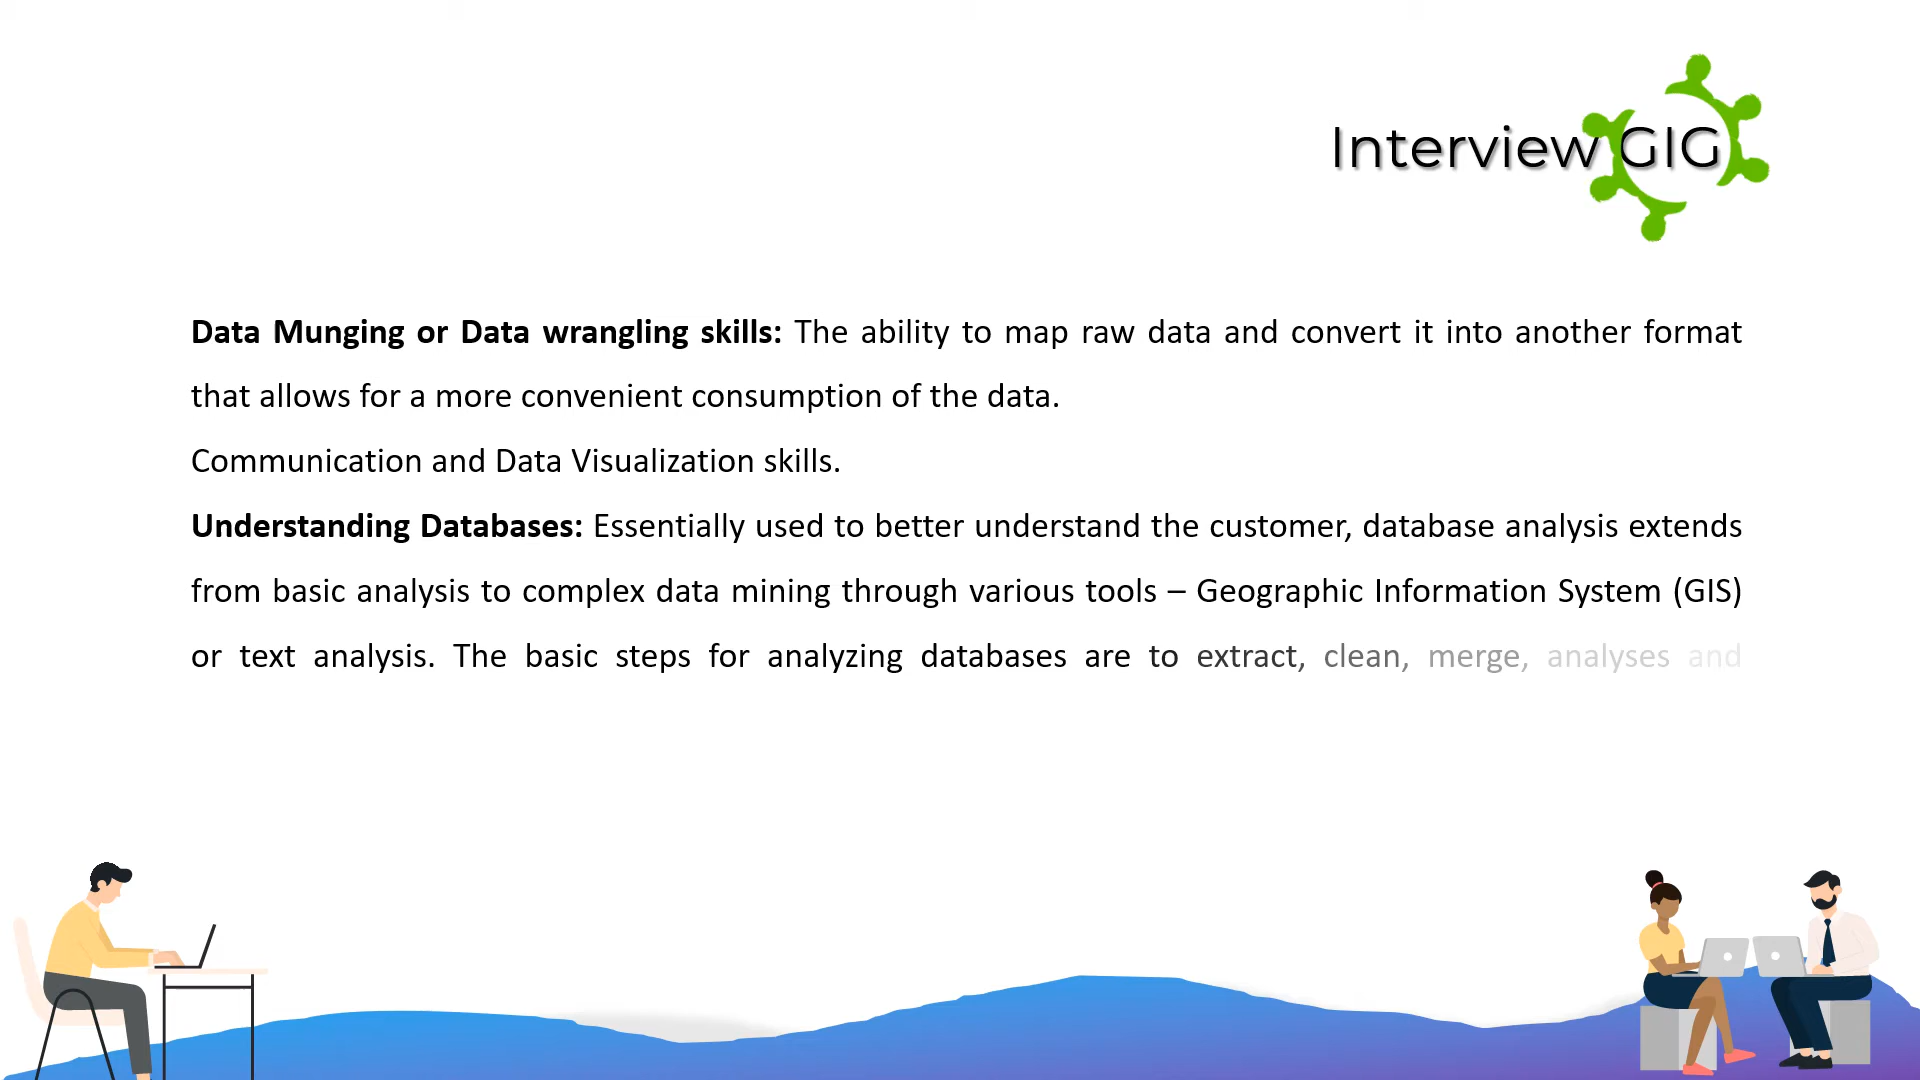 Interview GIG
Data Munging or Data wrangling skills: The ability to map raw data and convert it into another format
that allows for a more convenient consumption of the data.
Communication and Data Visualization skills.
Understanding Databases: Essentially used to better understand the customer, database analysis extends
from basic analysis to complex data mining through various tools – Geographic Information System (GIS)
or text analysis. The basic steps for analyzing databases are to extract, clean, merge, analyses and